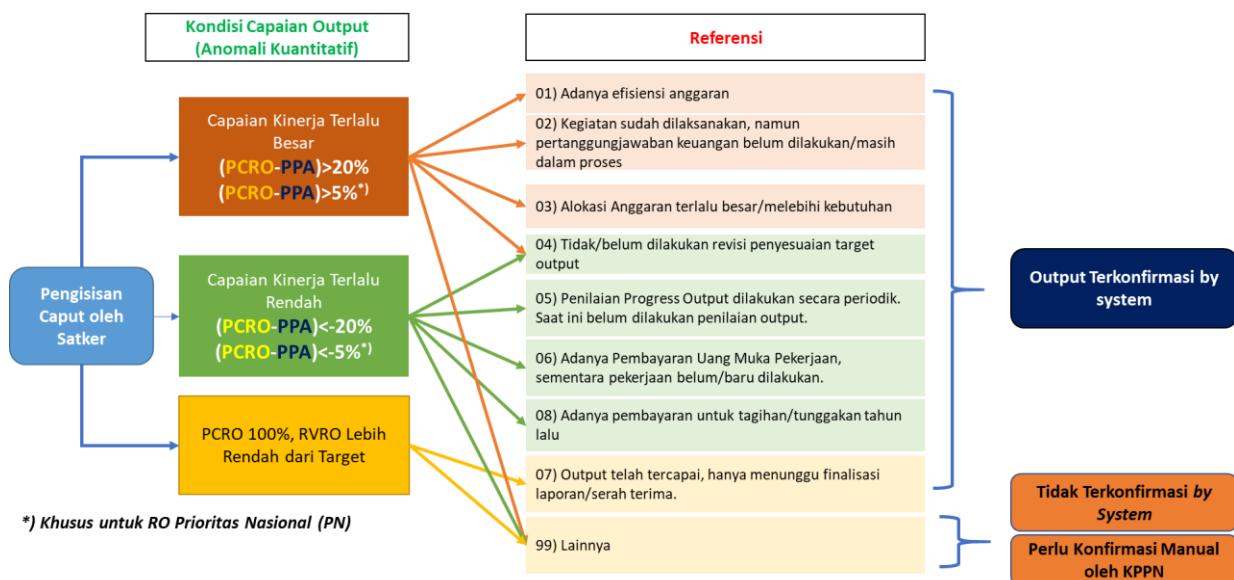 Kondisi Capaian Output
(Anomali Kuantitatif)
Referensi
Pengisisan
Caput oleh
Satker
Capaian Kinerja Terlalu
Besar
(PCRO-PPA)>20%
(PCRO-PPA)>5%*)
Capaian Kinerja Terlalu
Rendah
(PCRO-PPA)<-20%
(PCRO-PPA)<-5%*)
PCRO 100%, RVRO Lebih
Rendah dari Target
*) Khusus untuk RO Prioritas Nasional (PN)
01) Adanya efisiensi anggaran
02) Kegiatan sudah dilaksanakan, namun
pertanggungjawaban keuangan belum dilakukan/masih
dalam proses
03) Alokasi Anggaran terlalu besar/melebihi kebutuhan
04) Tidak/belum dilakukan revisi penyesuaian target
output
05) Penilaian Progress Output dilakukan secara periodik.
Saat ini belum dilakukan penilaian output.
06) Adanya Pembayaran Uang Muka Pekerjaan,
sementara pekerjaan belum/baru dilakukan.
08) Adanya pembayaran untuk tagihan/tunggakan tahun
lalu
07) Output telah tercapai, hanya menunggu finalisasi
laporan/serah terima.
99) Lainnya
Output Terkonfirmasi by
system
Tidak Terkonfirmasi by
System
Perlu Konfirmasi Manual
oleh KPPN